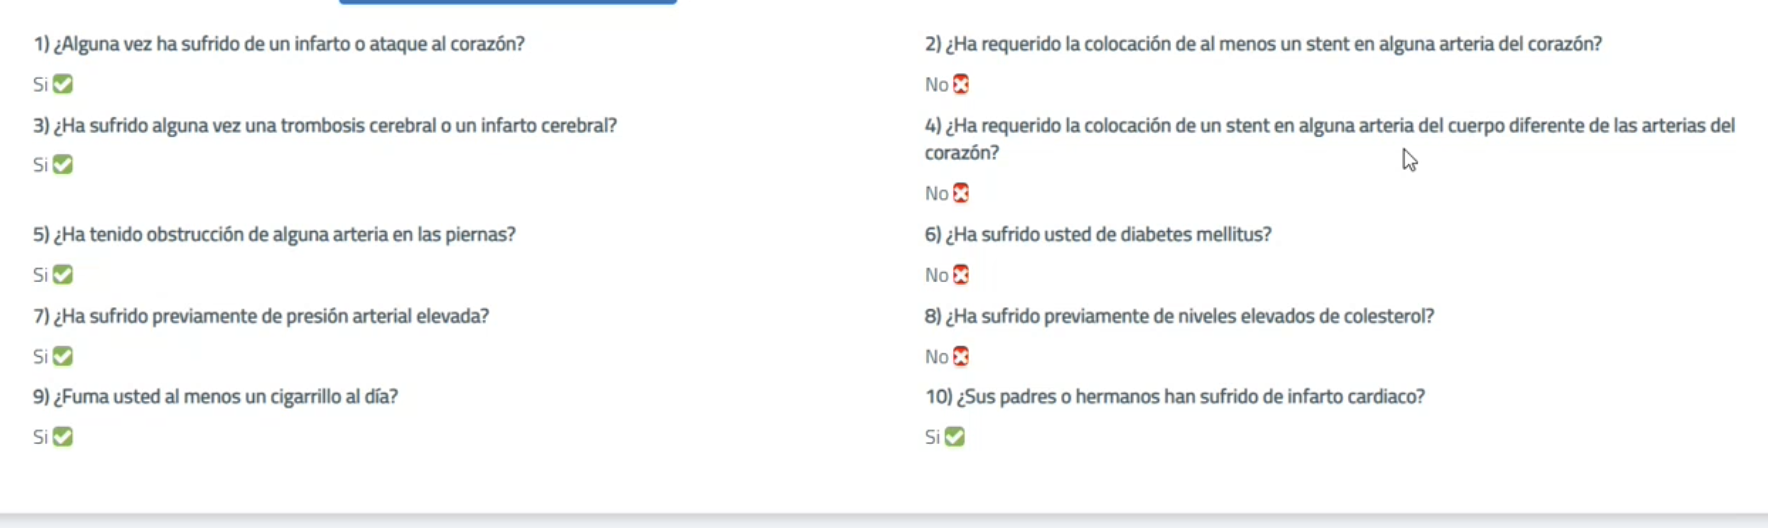 1) ¿Alguna vez ha sufrido de un infarto o ataque al corazón?
Si
2) ¿Ha requerido la colocación de al menos un stent en alguna arteria del corazón?
No
3) ¿Ha sufrido alguna vez una trombosis cerebral o un infarto cerebral?
Si
4) ¿Ha requerido la colocación de un stent en alguna arteria del cuerpo diferente de las arterias del
corazón?
No
5) ¿Ha tenido obstrucción de alguna arteria en las piernas?
Si
6) ¿Ha sufrido usted de diabetes mellitus?
No
7) ¿Ha sufrido previamente de presión arterial elevada?
Si
8) ¿Ha sufrido previamente de niveles elevados de colesterol?
No
9) ¿Fuma usted al menos un cigarrillo al día?
Si
10) ¿Sus padres o hermanos han sufrido de infarto cardiaco?
Si